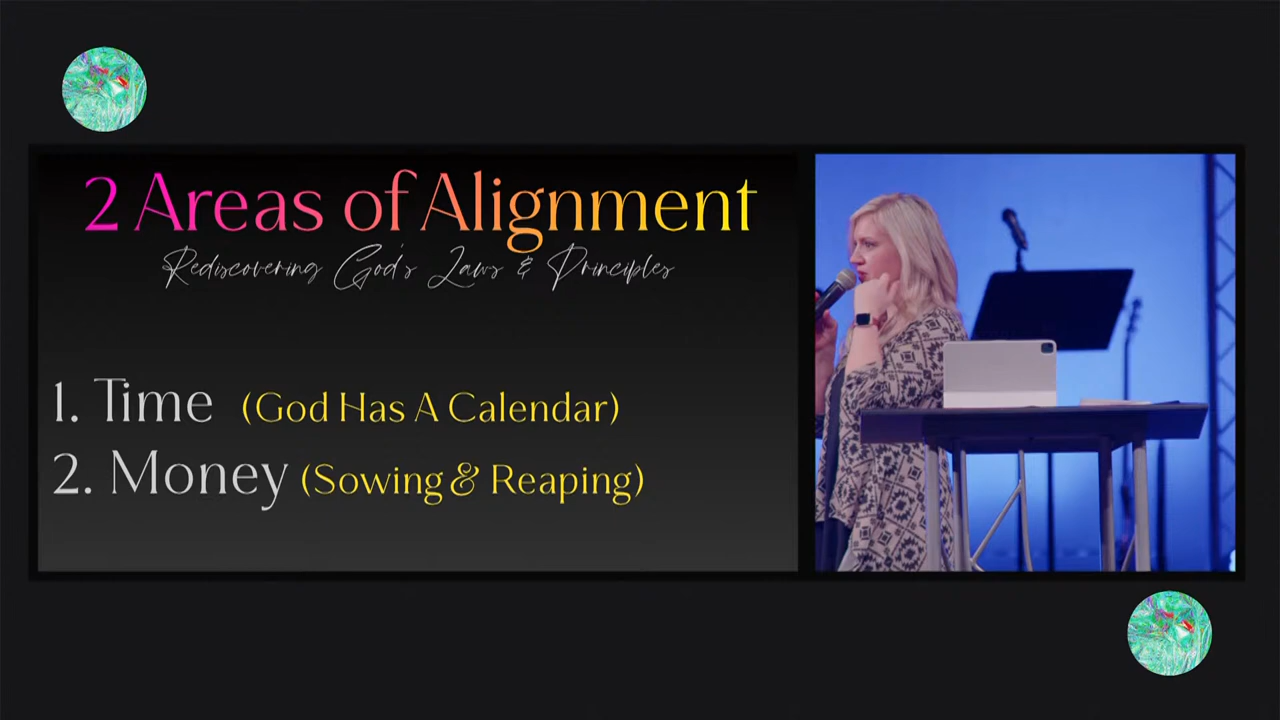 2 Areas of Alignment
Rediscovering God's Laws & Principles
1. Time (God Has A Calendar)
2. Money (Sowing & Reaping)